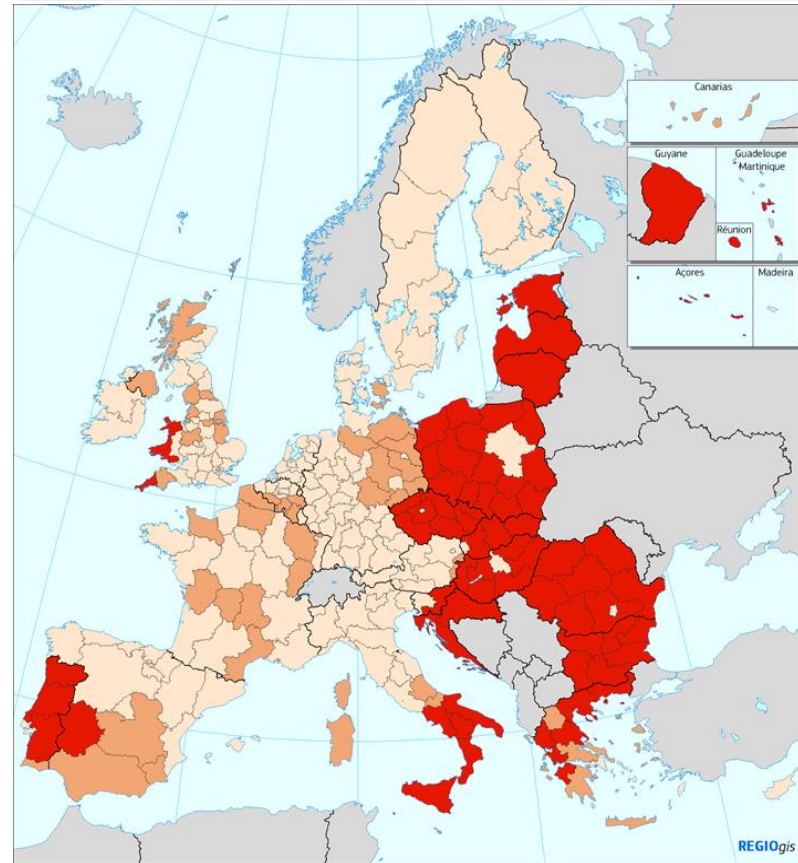 Canarias
Guyane
Guadeloupe
Martinique
Réunion
Açores
Madeira
REGIOgis